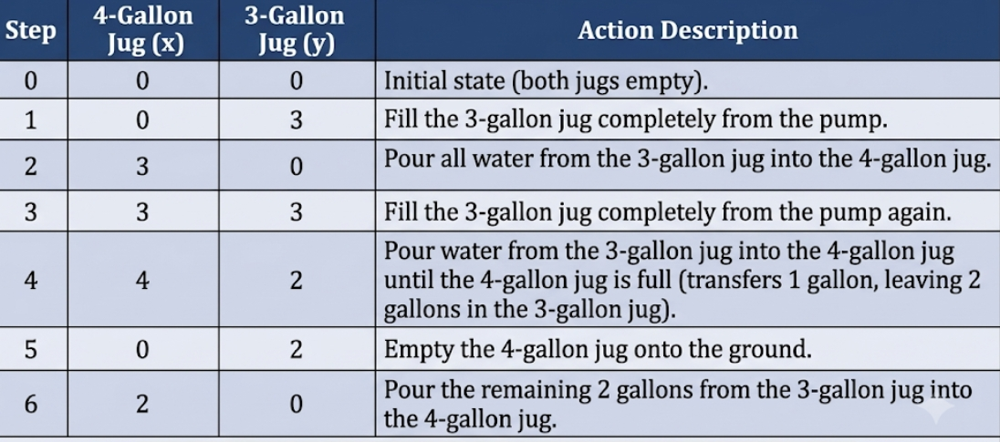 Step 4-Gallon Jug (x) 3-Gallon Jug (y) Action Description
0 0 0 Initial state (both jugs empty).
1 0 3 Fill the 3-gallon jug completely from the pump.
2 3 0 Pour all water from the 3-gallon jug into the 4-gallon jug.
3 3 3 Fill the 3-gallon jug completely from the pump again.
4 4 2 Pour water from the 3-gallon jug into the 4-gallon jug
until the 4-gallon jug is full (transfers 1 gallon, leaving 2
gallons in the 3-gallon jug).
5 0 2 Empty the 4-gallon jug onto the ground.
6 2 0 Pour the remaining 2 gallons from the 3-gallon jug into
the 4-gallon jug.